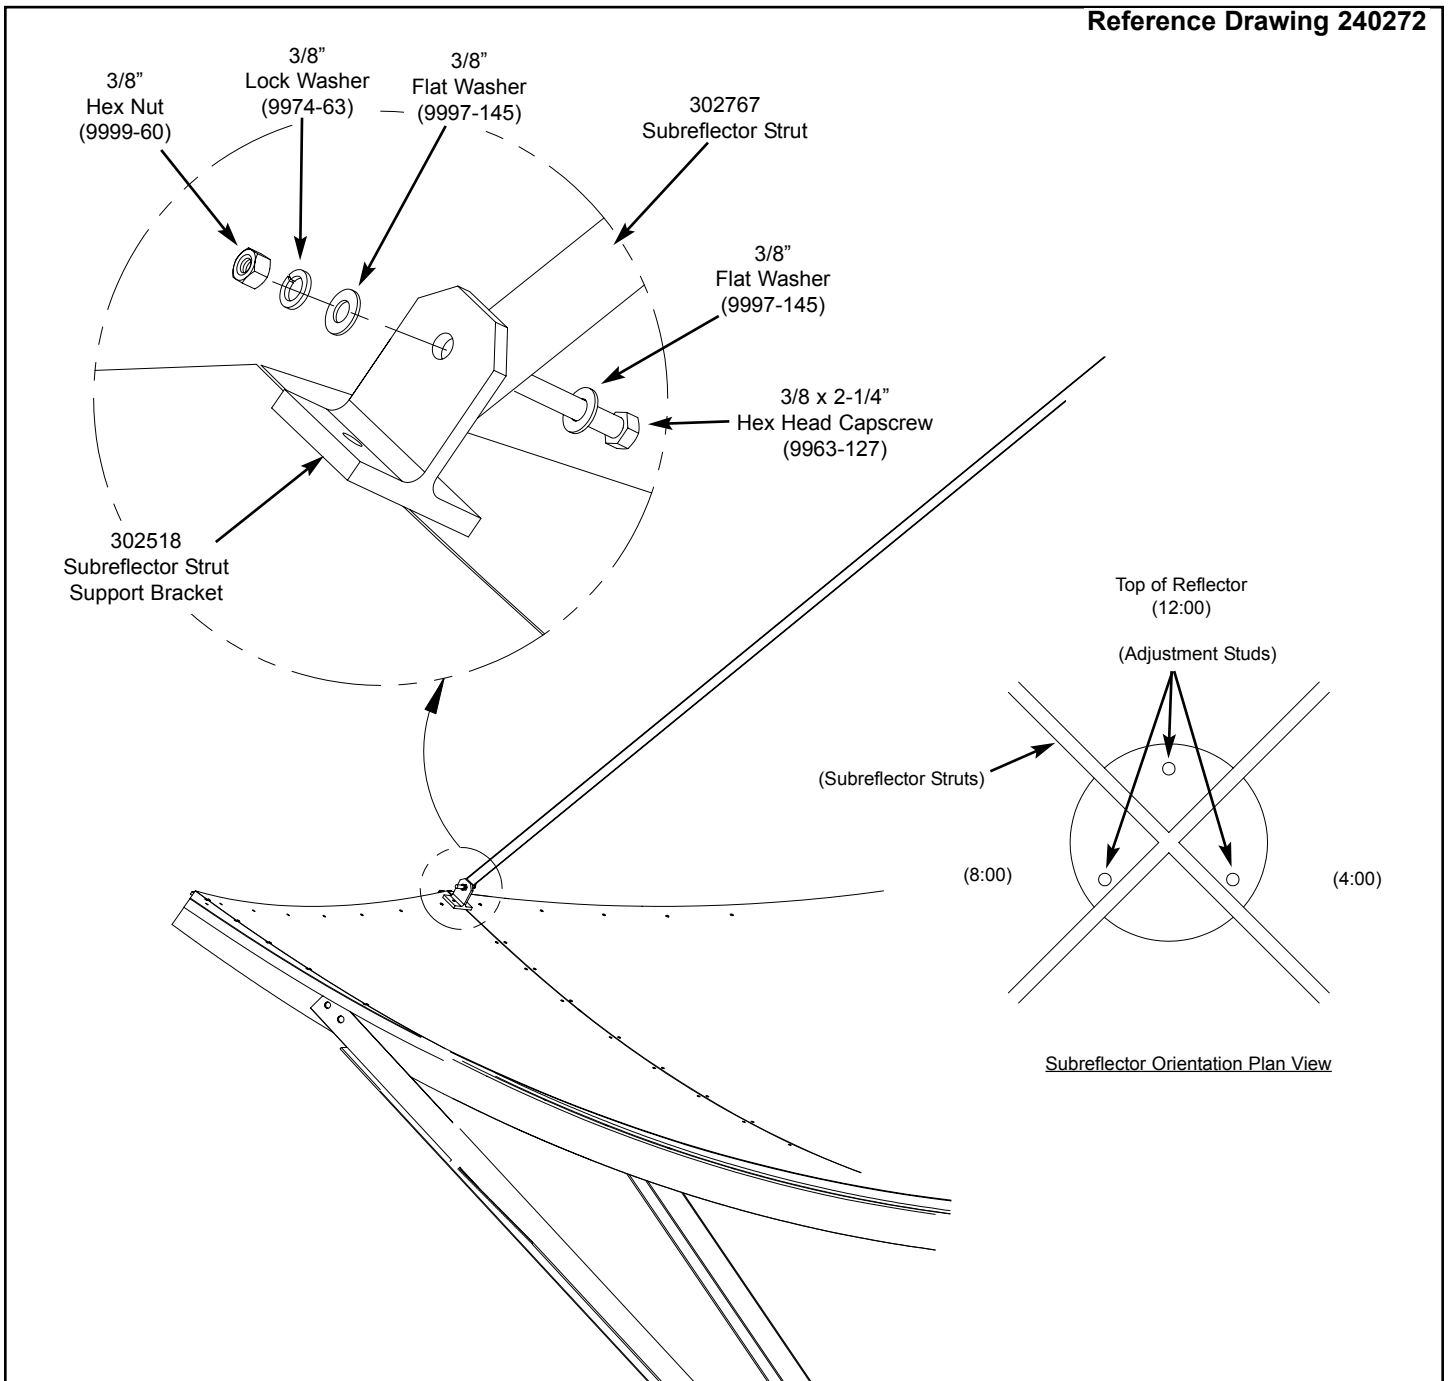 Reference Drawing 240272
3/8”
Hex Nut
(9999-60)
3/8”
Lock Washer
(9974-63)
3/8”
Flat Washer
(9997-145)
302767
Subreflector Strut
3/8”
Flat Washer
(9997-145)
3/8 x 2-1/4”
Hex Head Capscrew
(9963-127)
302518
Subreflector Strut
Support Bracket
Top of Reflector
(12:00)
(Adjustment Studs)
(Subreflector Struts)
(8:00)
(4:00)
Subreflector Orientation Plan View